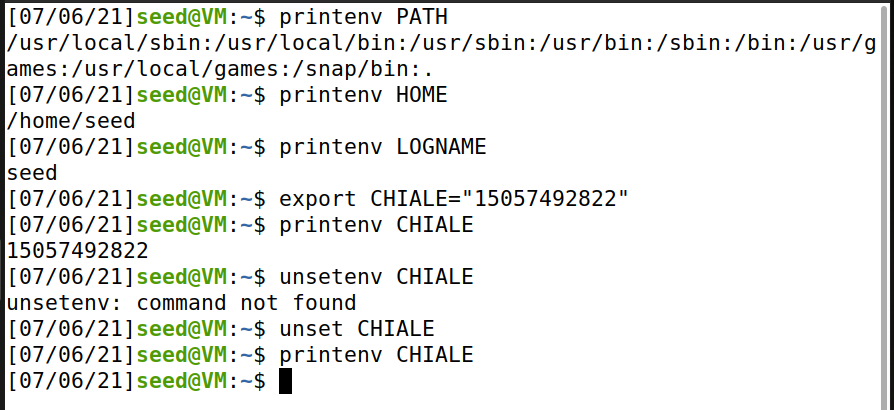 [07/06/21]seed@VM:~$ printenv PATH
/usr/local/sbin:/usr/local/bin:/usr/sbin:/usr/bin:/sbin:/bin:/usr/g
ames:/usr/local/games:/snap/bin:.
[07/06/21]seed@VM:~$ printenv HOME
/home/seed
[07/06/21]seed@VM:~$ printenv LOGNAME
seed
[07/06/21]seed@VM:~$ export CHIALE="15057492822"
[07/06/21]seed@VM:~$ printenv CHIALE
15057492822
[07/06/21]seed@VM:~$ unsetenv CHIALE
unsetenv: command not found
[07/06/21]seed@VM:~$ unset CHIALE
[07/06/21]seed@VM:~$ printenv CHIALE
[07/06/21]seed@VM:~$